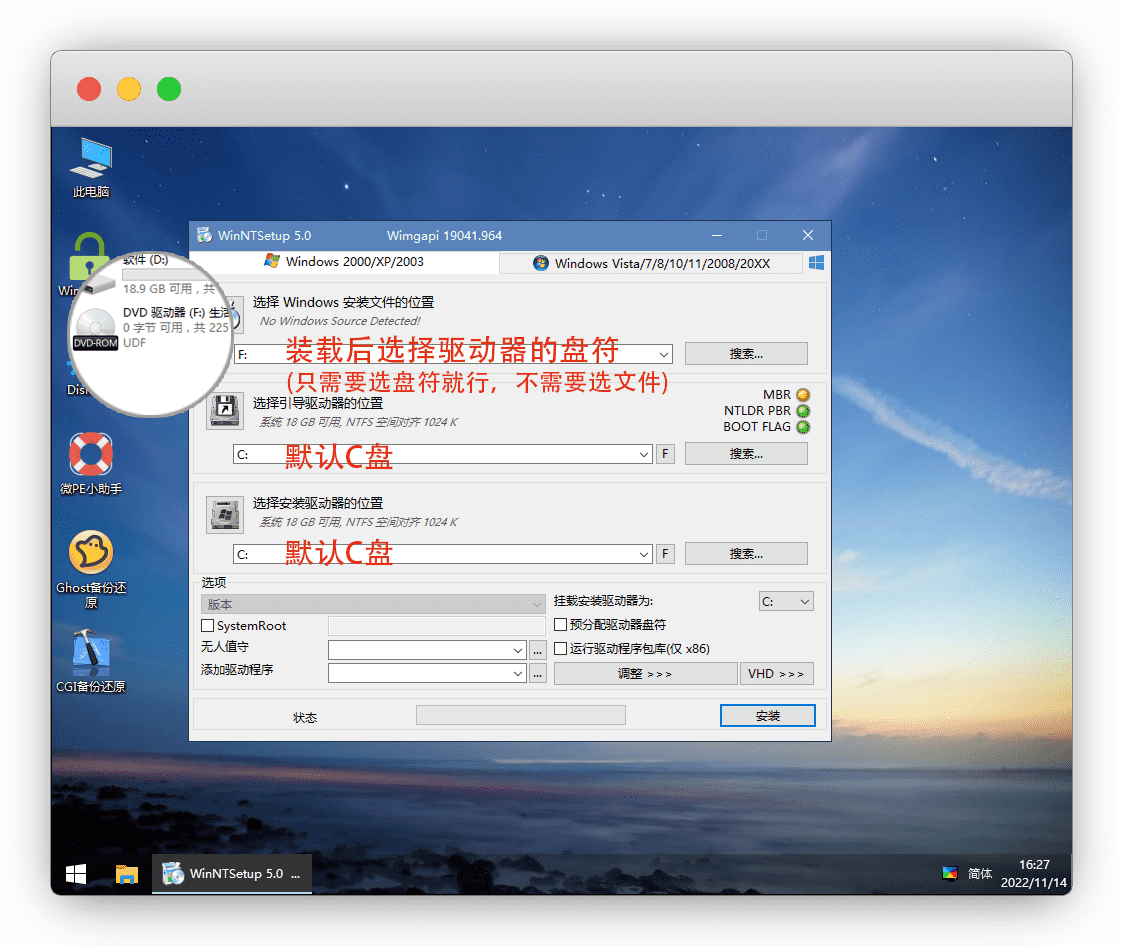 此电脑
WinNTSetup 5.0
Wimgapi 19041.964
Windows 2000/XP/2003
Windows Vista/7/8/10/11/2008/20XX
软件 (D:)
18.9 GB 可用 , 共
DVD 驱动器 (F:) 生活
0 字节 可用 , 共 225
DVD-ROM
UDF
选择 Windows 安装文件的位置
No Windows Source Detected!
F:
装载后选择驱动器的盘符
搜索...
(只需要选盘符就行，不需要选文件)
选择引导驱动器的位置
系统 18 GB 可用, NTFS 空间对齐 1024 K
MBR
NTLDR PBR
BOOT FLAG
C:
默认C盘
F
搜索...
微PE小助手
选择安装驱动器的位置
系统 18 GB 可用, NTFS 空间对齐 1024 K
C:
默认C盘
F
搜索...
Ghost备份还
原
选项
版本
挂载安装驱动器为:
C:
SystemRoot
预分配驱动器盘符
无人值守
...
运行驱动程序包库(仅 x86)
添加驱动程序
...
调整 >>>
VHD >>>
CGI备份还原
状态
安装
WinNTSetup 5.0 ...
简体
16:27
2022/11/14